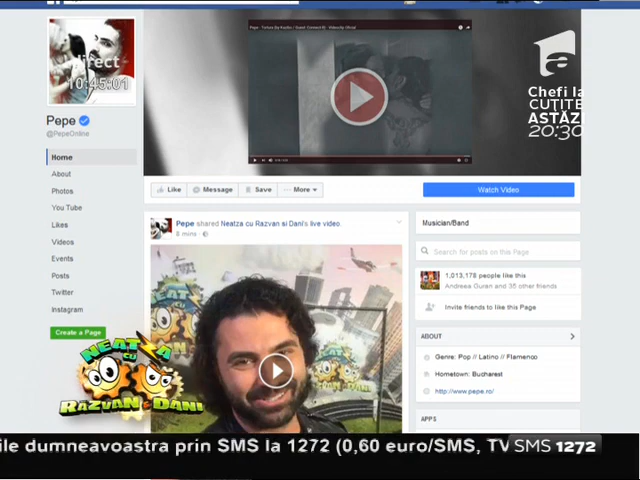 direct
10:45:01
Pepe
@PepeOnline
Home
About
Photos
You Tube
Likes
Videos
Events
Posts
Twitter
Instagram
Create a Page
Chefi la
CUȚITE
ASTĂZI
20:30
Like
Message
Save
More
Watch Video
Pepe shared Neatza cu Razvan si Dani's live video.
3 mins
Musician/Band
Search for posts on this Page
1,013,178 people like this
Andreea Guran and 35 other friends
Invite friends to like this Page
ABOUT
Genre: Pop // Latino // Flamenco
Hometown: Bucharest
http://www.pepe.ro/
APPS
NEATZA
CU
RAZVAN DANI
ile dumneavoastra prin SMS la 1272 (0,60 euro/SMS, TV
SMS 1272